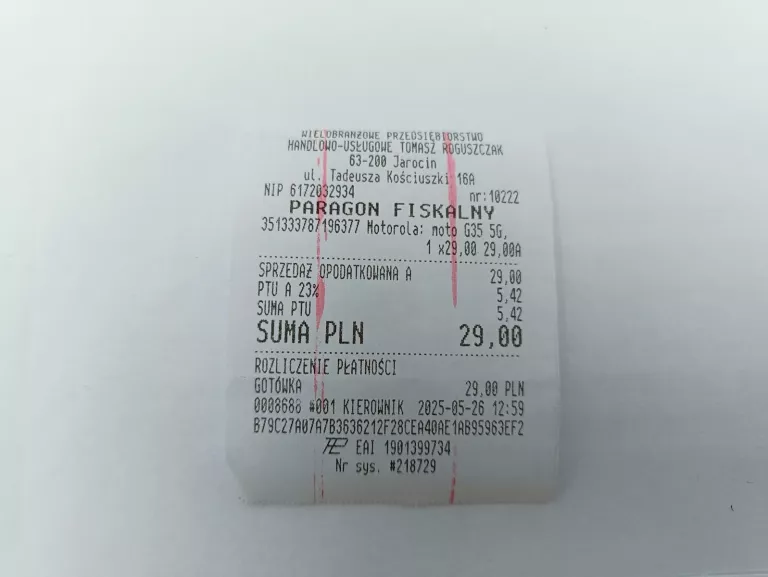 WIELOBRANŻOWE PRZEDSIĘBIORSTWO
HANDLOWO-USŁUGOWE TOMASZ ROGUSZCZAK
63-200 Jarocin
ul. Tadeusza Kościuszki 16A
NIP 6172032934 nr:10222
PARAGON FISKALNY
351333787196377 Motorola: moto G35 5G,
1 x29,00 29,00A
SPRZEDAŻ OPODATKOWANA A 29,00
PTU A 23% 5,42
SUMA PTU 5,42
SUMA PLN 29,00
ROZLICZENIE PŁATNOŚCI
GOTÓWKA 29,00 PLN
0008688 #001 KIEROWNIK 2025-05-26 12:59
B79C27A07A7B3636212F28CEA40AE1AB95963EF2
EAI 1901399734
Nr sys. #218729